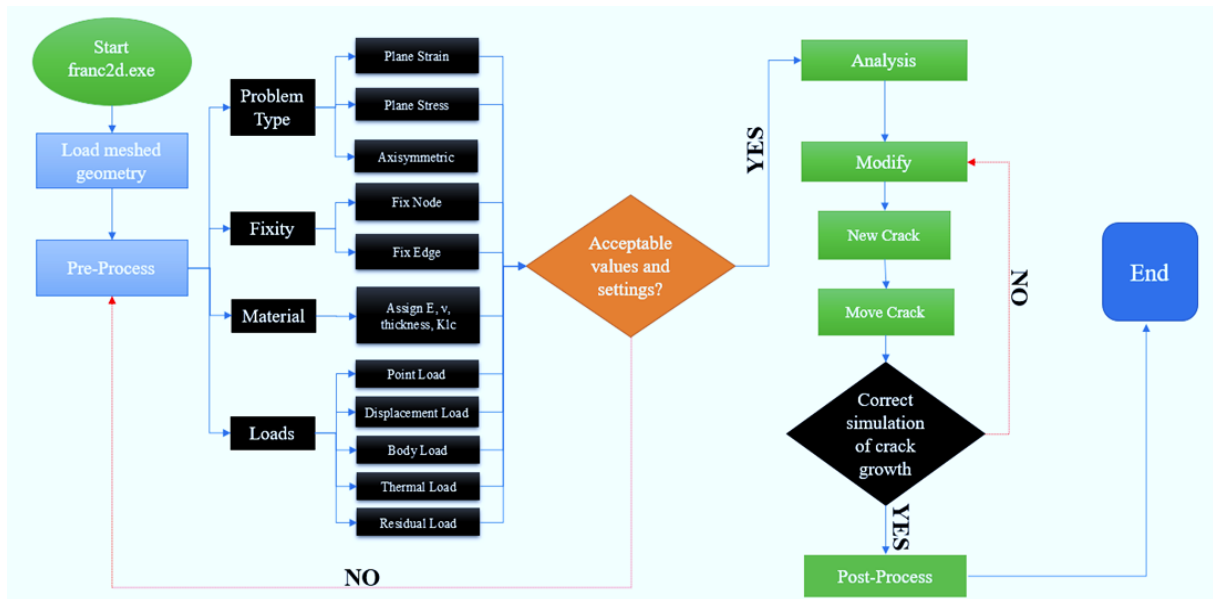 Start
franc2d.exe
Load meshed
geometry
Pre-Process
Problem
Type
Fixity
Material
Loads
Plane Strain
Plane Stress
Axisymmetric
Fix Node
Fix Edge
Assign E, ν,
thickness, KIc
Point Load
Displacement Load
Body Load
Thermal Load
Residual Load
Acceptable
values and
settings?
NO
YES
Analysis
Modify
New Crack
Move Crack
Correct
simulation
of crack
growth
NO
YES
Post-Process
End